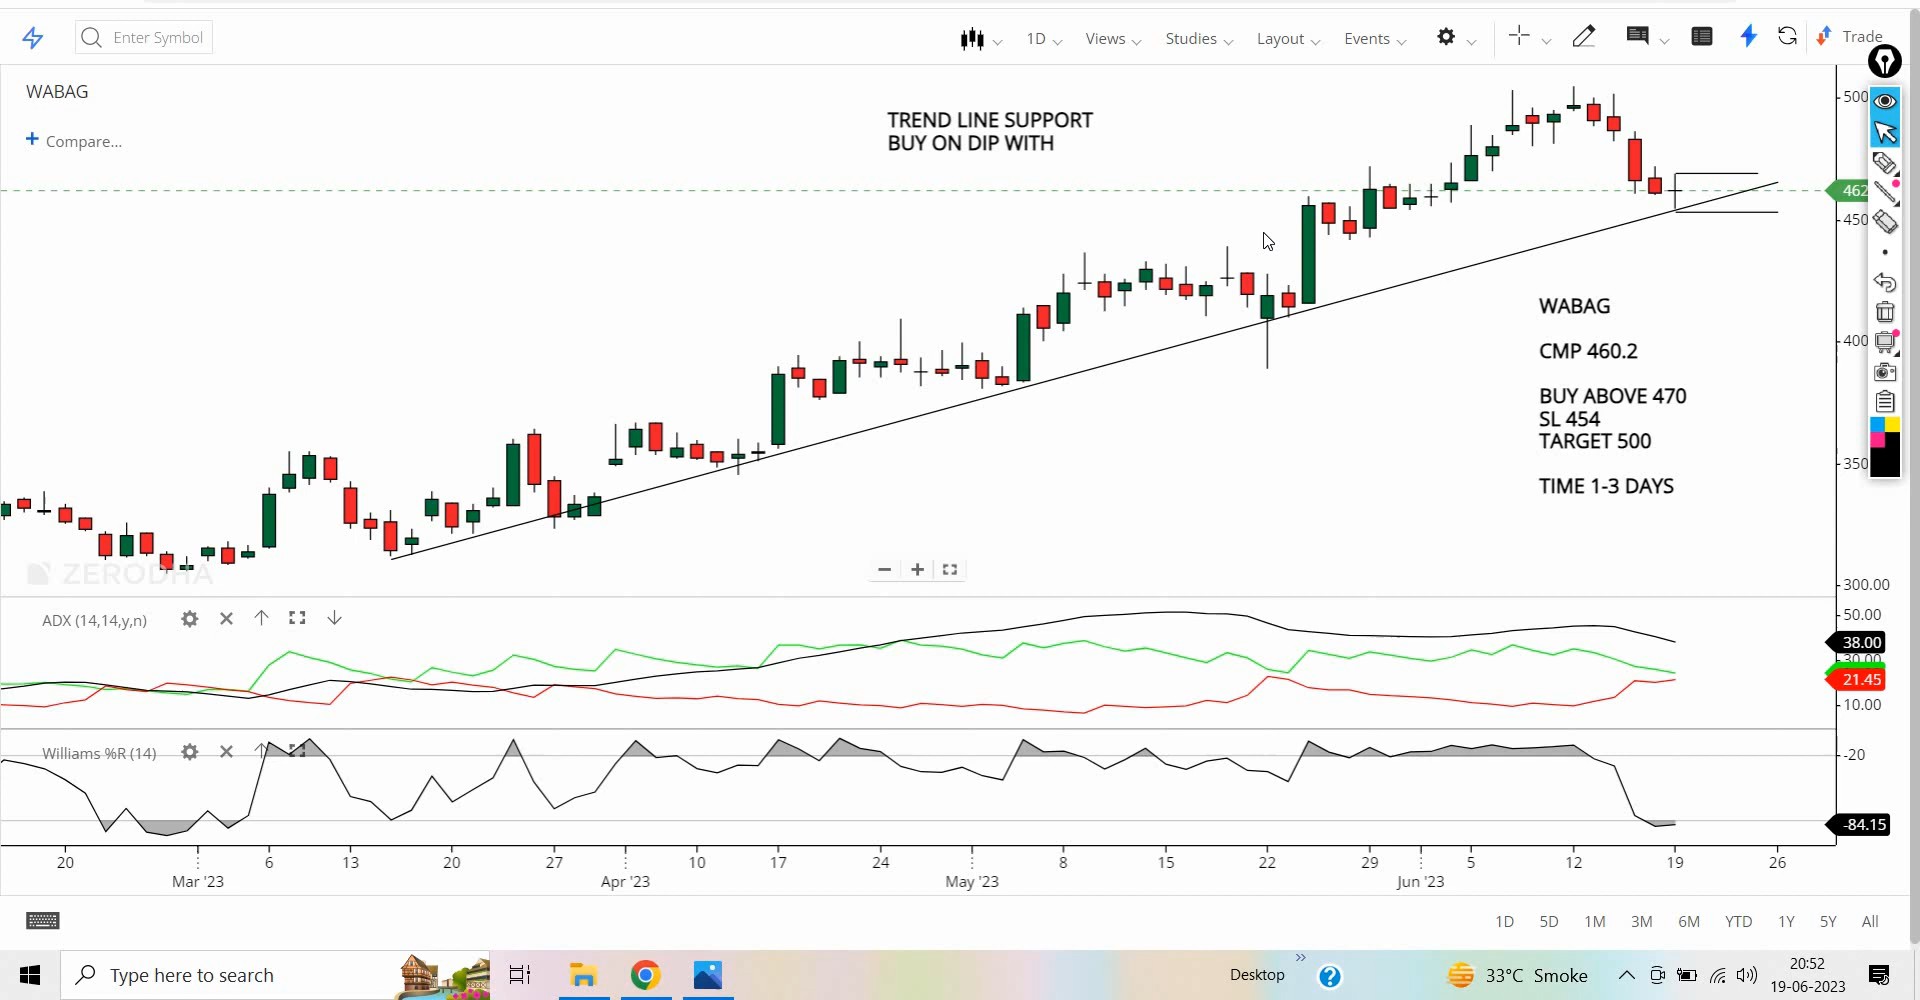 Enter Symbol
1D
Views
Studies
Layout
Events
Trade
WABAG
Compare...
TREND LINE SUPPORT
BUY ON DIP WITH
500
462
450
400
350
300.00
WABAG
CMP 460.2
BUY ABOVE 470
SL 454
TARGET 500
TIME 1-3 DAYS
ZERODHA
ADX (14,14,y,n)
50.00
38.00
30.00
21.45
10.00
Williams %R (14)
-20
-84.15
20 6 13 20 27 10 17 24 8 15 22 29 5 12 19 26
Mar '23 Apr '23 May '23 Jun '23
1D 5D 1M 3M 6M YTD 1Y 5Y All
Type here to search
Desktop
33°C Smoke
20:52
19-06-2023